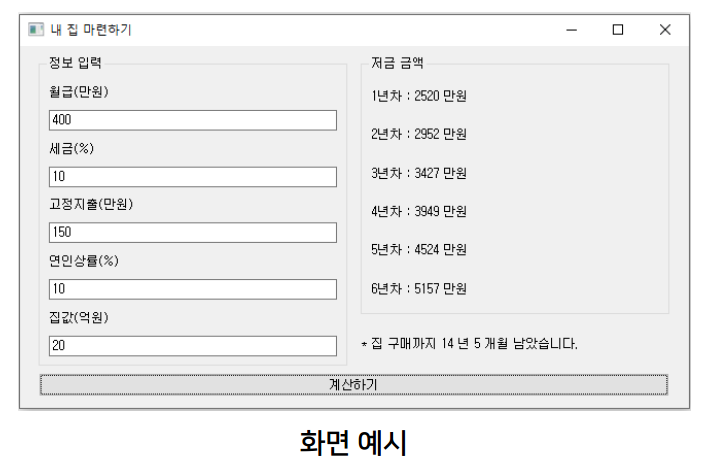 내 집 마련하기
정보 입력
월급(만원)
400
세금(%)
10
고정지출(만원)
150
연인상률(%)
10
집값(억원)
20
저금 금액
1년차 : 2520 만원
2년차 : 2952 만원
3년차 : 3427 만원
4년차 : 3949 만원
5년차 : 4524 만원
6년차 : 5157 만원
* 집 구매까지 14 년 5 개월 남았습니다.
계산하기
화면 예시